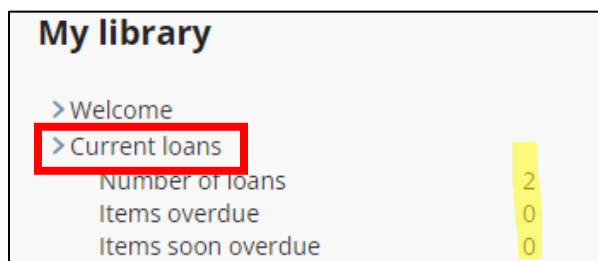 My library
> Welcome
> Current loans
Number of loans 2
Items overdue 0
Items soon overdue 0